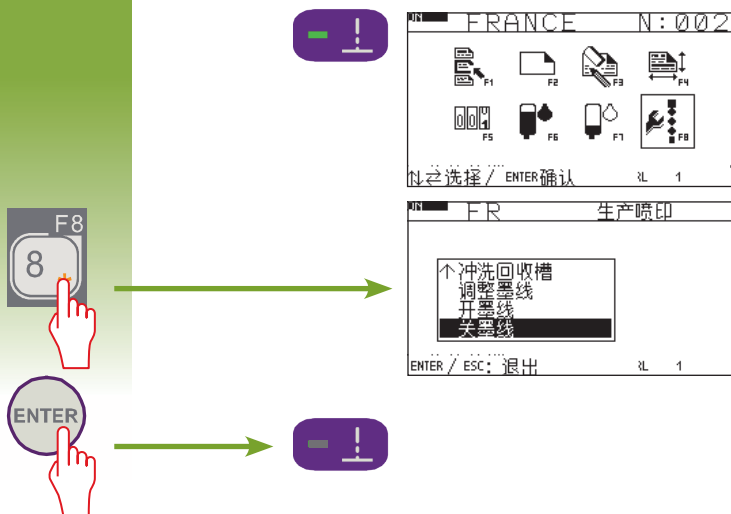 FRANCE N:002
F1 F2 F3 F4
F5 F6 F7 F8
选择/ ENTER确认 1
F8
8
FR 生产喷印
↑冲洗回收槽
调整墨线
开墨线
关墨线
ENTER / ESC: 退出 1
ENTER